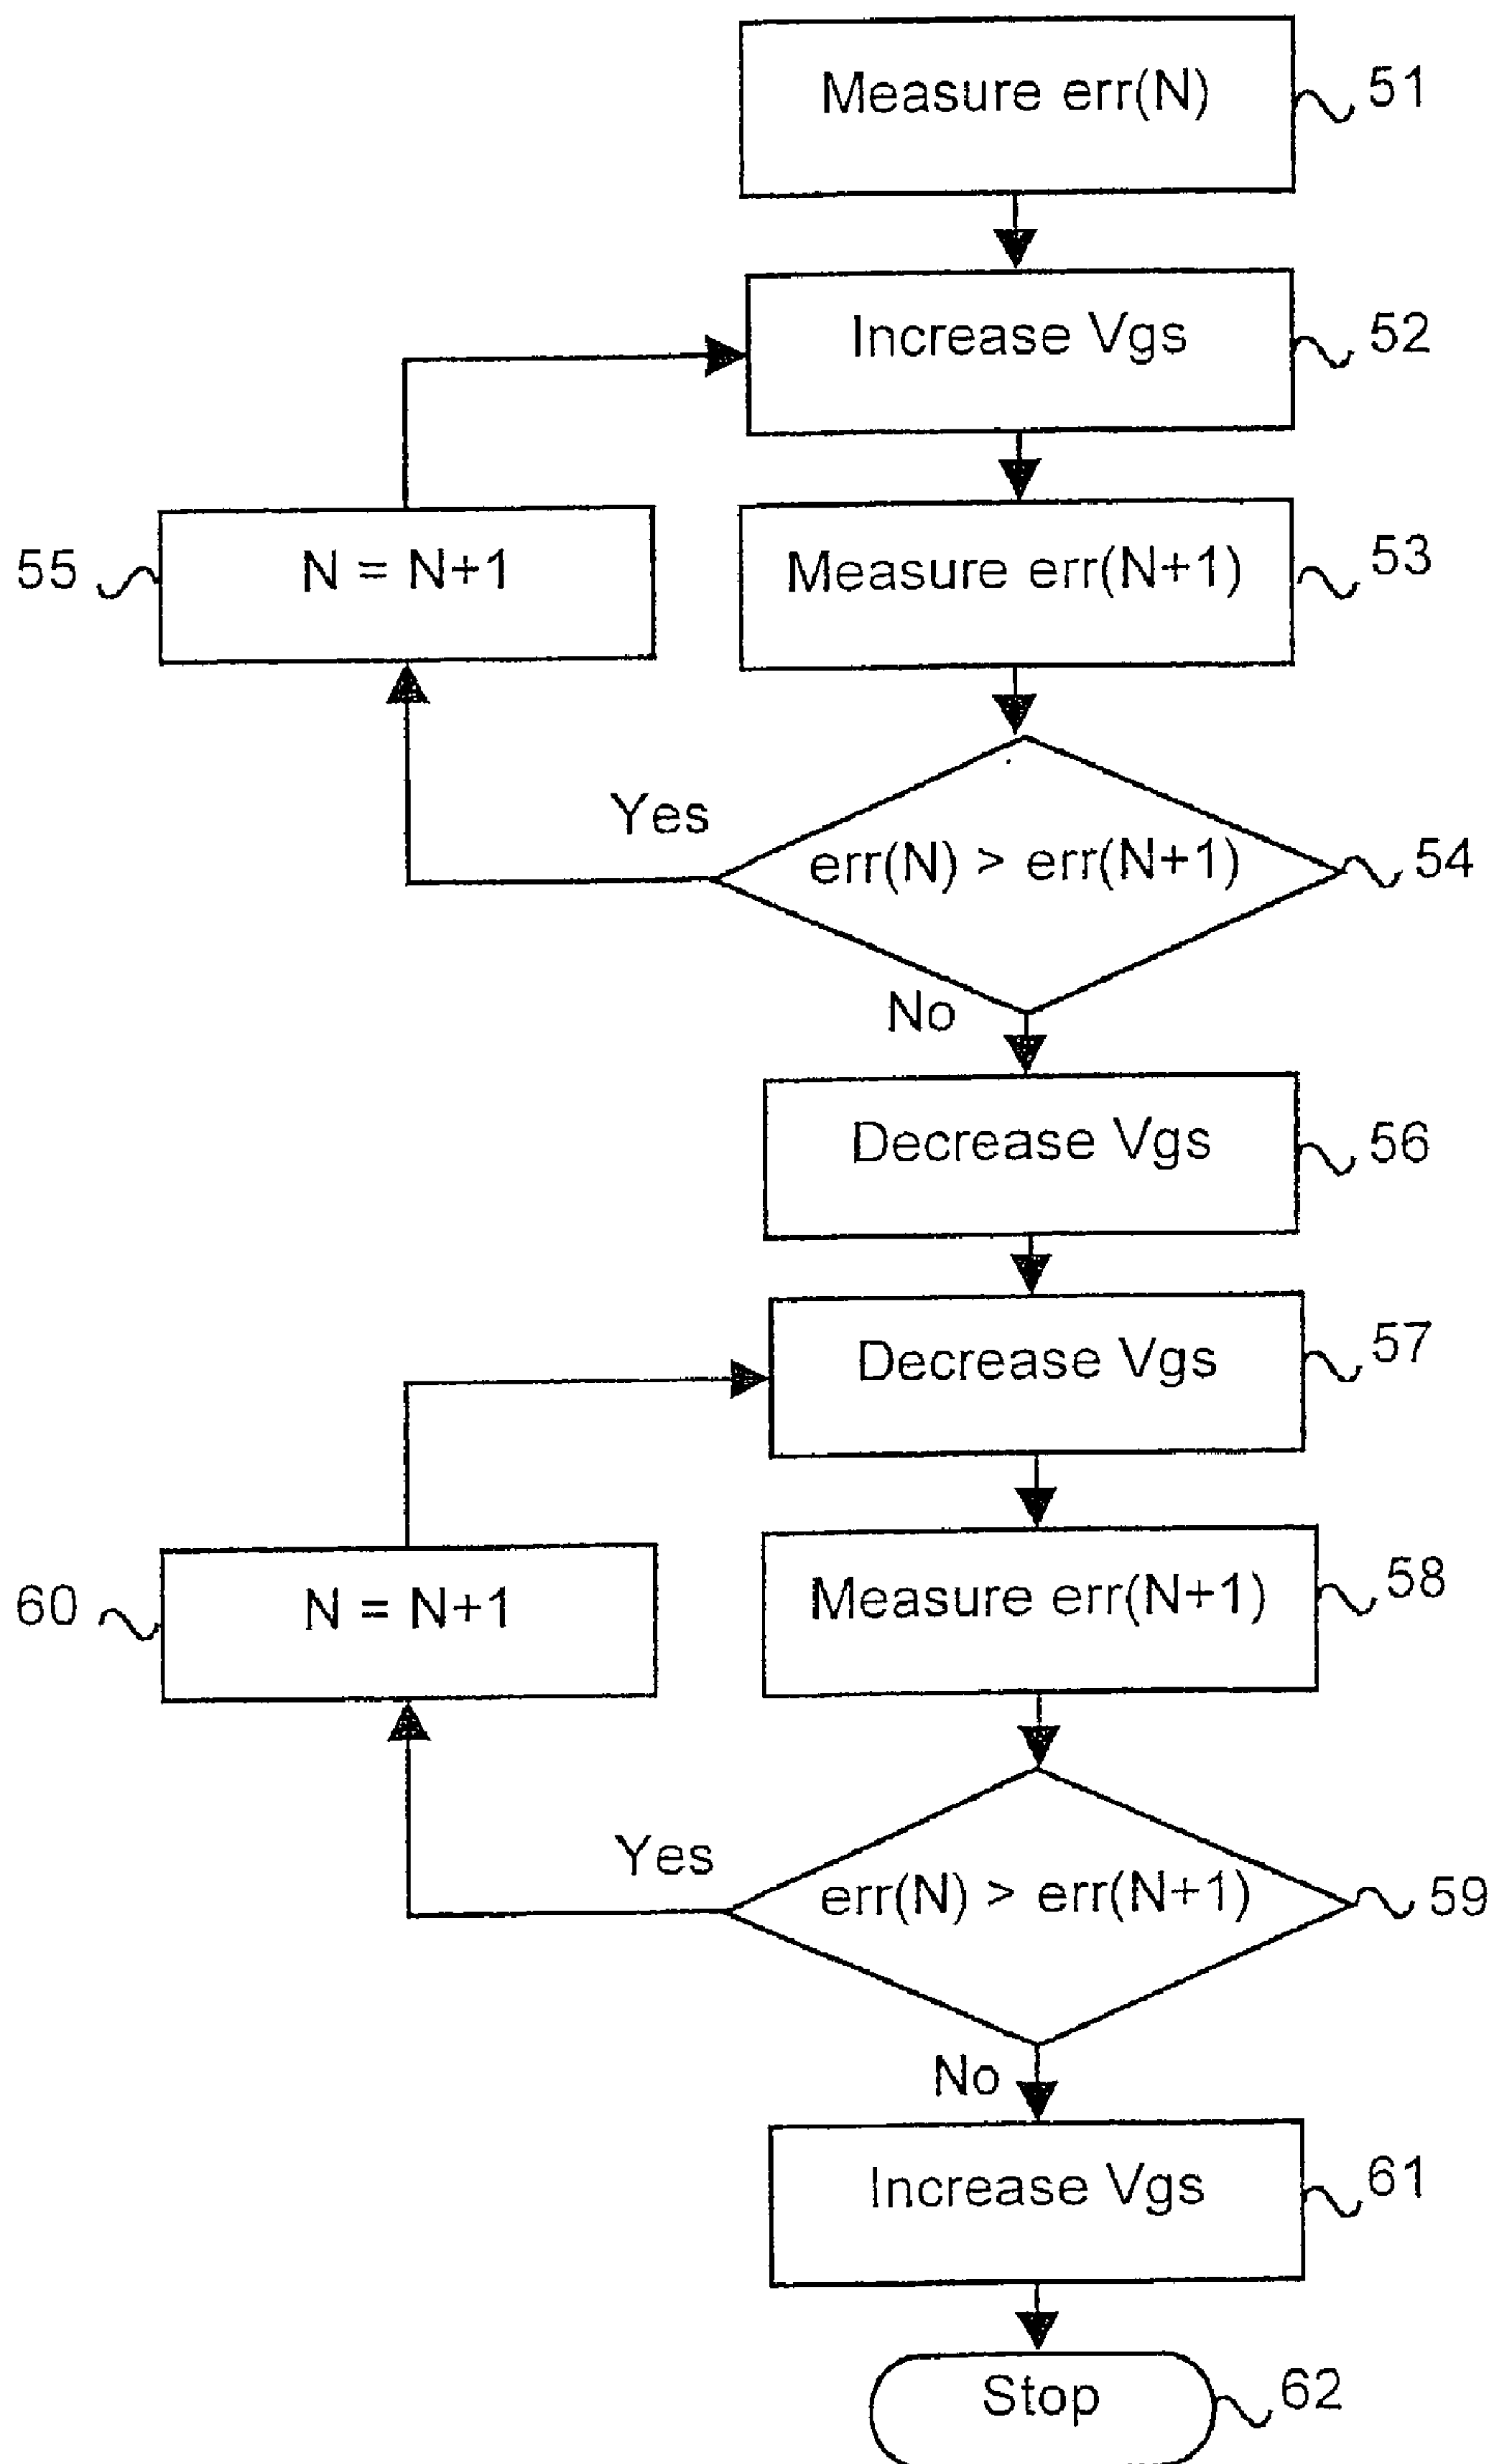 Measure err(N)
51
Increase Vgs
52
55
N = N+1
Measure err(N+1)
53
Yes
err(N) > err(N+1)
54
No
Decrease Vgs
56
Decrease Vgs
57
60
N = N+1
Measure err(N+1)
58
Yes
err(N) > err(N+1)
59
No
Increase Vgs
61
Stop
62